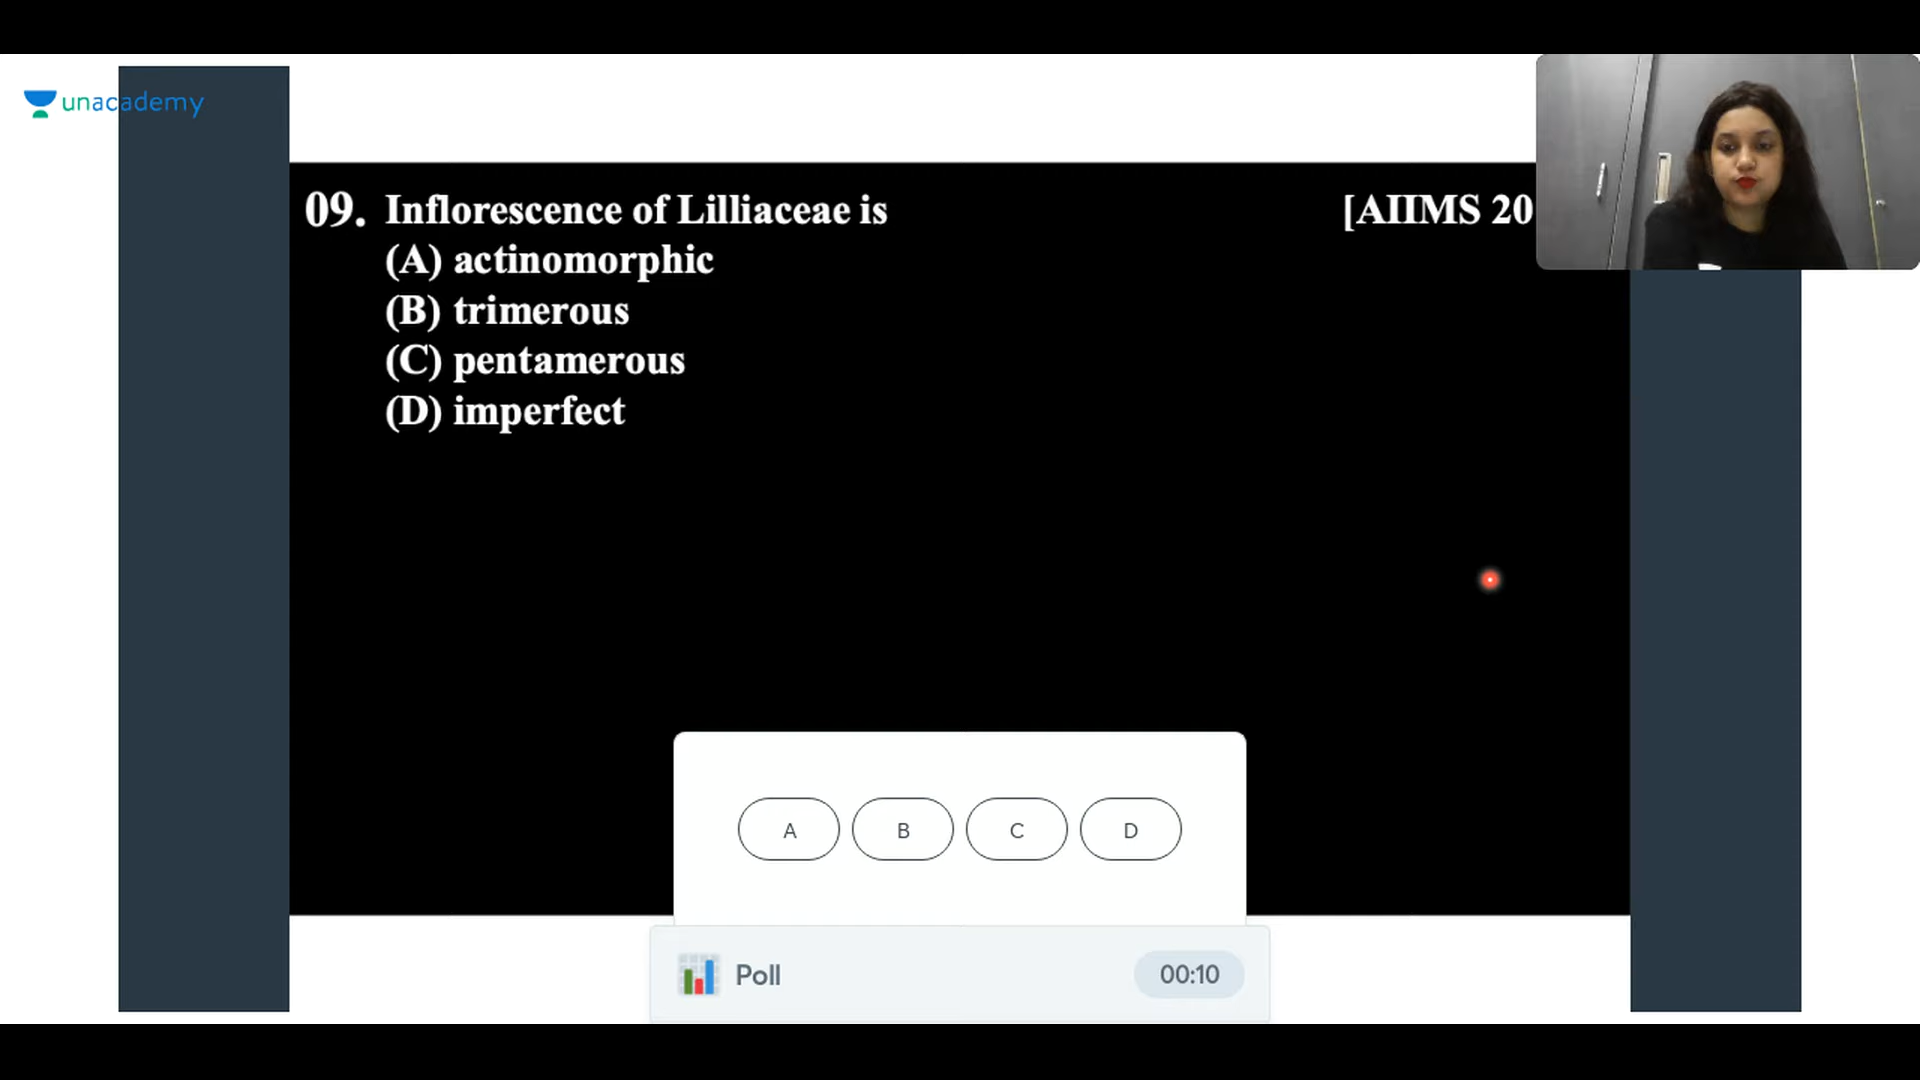 unacademy
09. Inflorescence of Lilliaceae is [AIIMS 20
(A) actinomorphic
(B) trimerous
(C) pentamerous
(D) imperfect
A B C D
Poll 00:10